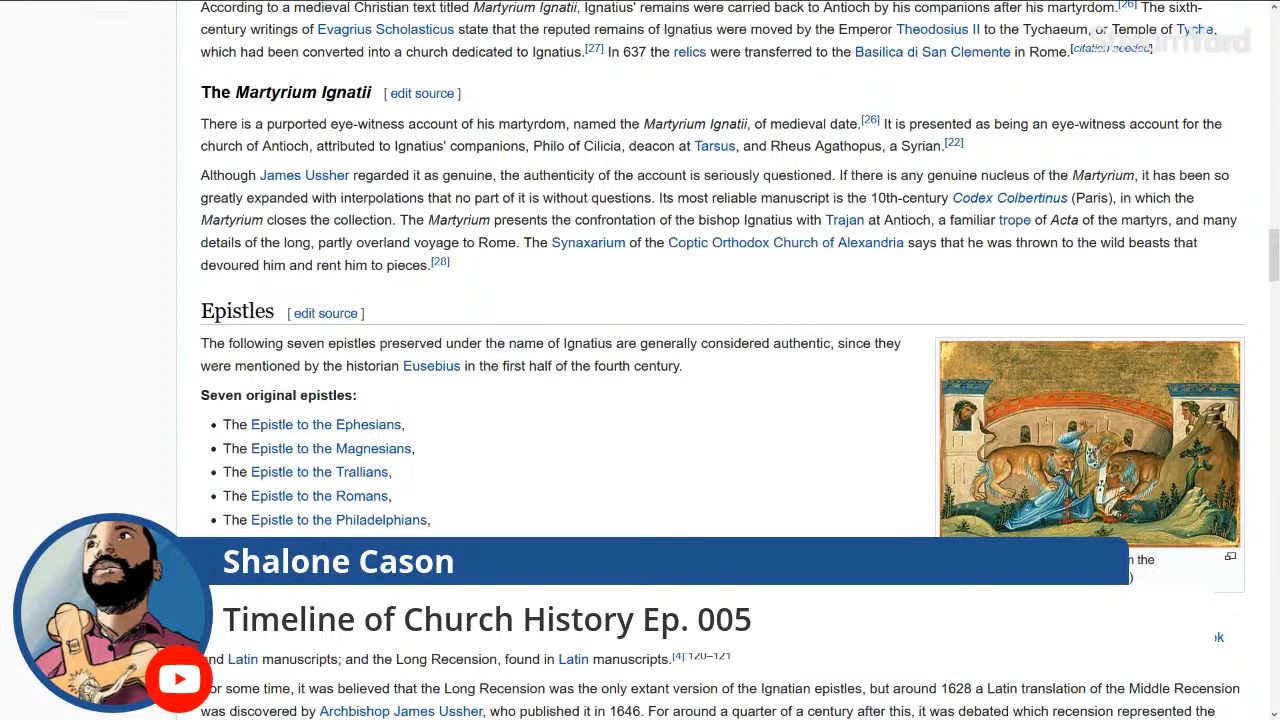 According to a medieval Christian text titled Martyrium Ignatii, Ignatius' remains were carried back to Antioch by his companions after his martyrdom.[26] The sixth-
century writings of Evagrius Scholasticus state that the reputed remains of Ignatius were moved by the Emperor Theodosius II to the Tychaeum, or Temple of Tyche,
which had been converted into a church dedicated to Ignatius.[27] In 637 the relics were transferred to the Basilica di San Clemente in Rome.[citation needed]
StreamYard
The Martyrium Ignatii [ edit source ]
There is a purported eye-witness account of his martyrdom, named the Martyrium Ignatii, of medieval date.[26] It is presented as being an eye-witness account for the
church of Antioch, attributed to Ignatius' companions, Philo of Cilicia, deacon at Tarsus, and Rheus Agathopus, a Syrian.[22]
Although James Ussher regarded it as genuine, the authenticity of the account is seriously questioned. If there is any genuine nucleus of the Martyrium, it has been so
greatly expanded with interpolations that no part of it is without questions. Its most reliable manuscript is the 10th-century Codex Colbertinus (Paris), in which the
Martyrium closes the collection. The Martyrium presents the confrontation of the bishop Ignatius with Trajan at Antioch, a familiar trope of Acta of the martyrs, and many
details of the long, partly overland voyage to Rome. The Synaxarium of the Coptic Orthodox Church of Alexandria says that he was thrown to the wild beasts that
devoured him and rent him to pieces.[28]
Epistles [ edit source ]
The following seven epistles preserved under the name of Ignatius are generally considered authentic, since they
were mentioned by the historian Eusebius in the first half of the fourth century.
Seven original epistles:
• The Epistle to the Ephesians,
• The Epistle to the Magnesians,
• The Epistle to the Trallians,
• The Epistle to the Romans,
• The Epistle to the Philadelphians,
the
)
Shalone Cason
Timeline of Church History Ep. 005
and Latin manuscripts; and the Long Recension, found in Latin manuscripts.[4]:120–121
For some time, it was believed that the Long Recension was the only extant version of the Ignatian epistles, but around 1628 a Latin translation of the Middle Recension
was discovered by Archbishop James Ussher, who published it in 1646. For around a quarter of a century after this, it was debated which recension represented the